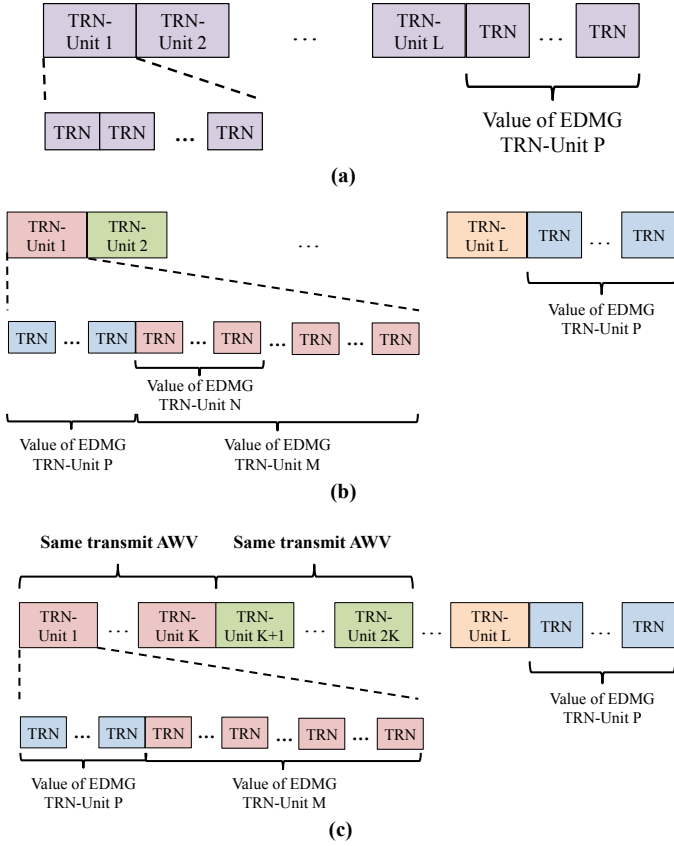 TRN-
Unit 1
TRN-
Unit 2
...
TRN-
Unit L
TRN
...
TRN
TRN
TRN
...
TRN
Value of EDMG
TRN-Unit P
(a)
TRN-
Unit 1
TRN-
Unit 2
...
TRN-
Unit L
TRN
...
TRN
Value of EDMG
TRN-Unit P
TRN
...
TRN
TRN
...
TRN
...
TRN
...
TRN
Value of EDMG
TRN-Unit N
Value of EDMG
TRN-Unit P
Value of EDMG
TRN-Unit M
(b)
Same transmit AWV
Same transmit AWV
TRN-
Unit 1
...
TRN-
Unit K
TRN-
Unit K+1
...
TRN-
Unit 2K
...
TRN-
Unit L
TRN
...
TRN
Value of EDMG
TRN-Unit P
TRN
...
TRN
TRN
...
TRN
...
TRN
...
TRN
Value of EDMG
TRN-Unit P
Value of EDMG
TRN-Unit M
(c)